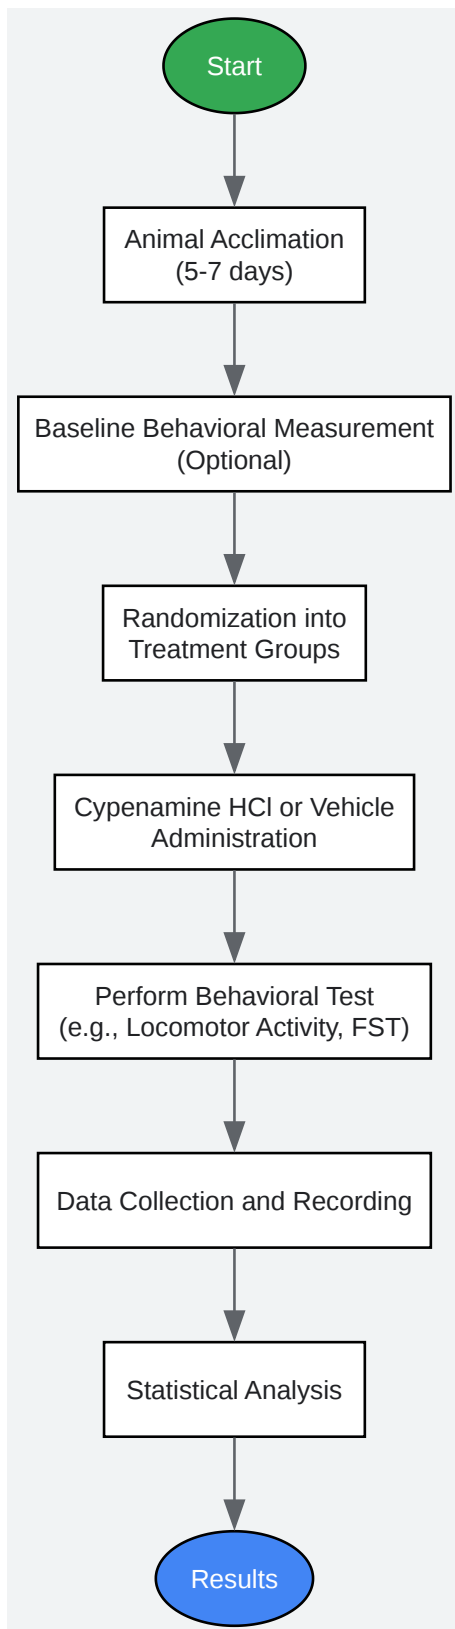 Start
Animal Acclimation
(5-7 days)
Baseline Behavioral Measurement
(Optional)
Randomization into
Treatment Groups
Cypenamine HCl or Vehicle
Administration
Perform Behavioral Test
(e.g., Locomotor Activity, FST)
Data Collection and Recording
Statistical Analysis
Results